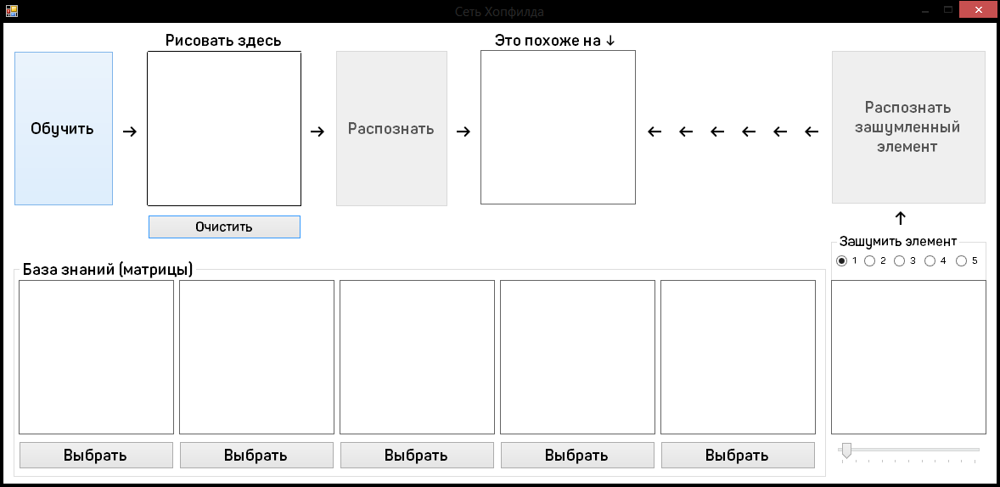 Сеть Хопфилда
Рисовать здесь
Это похоже на ↓
Обучить
→
→
Распознать
→
← ← ← ← ← ←
Распознать
зашумленный
элемент
Очистить
↑
Зашумить элемент
1 2 3 4 5
База знаний (матрицы)
Выбрать Выбрать Выбрать Выбрать Выбрать